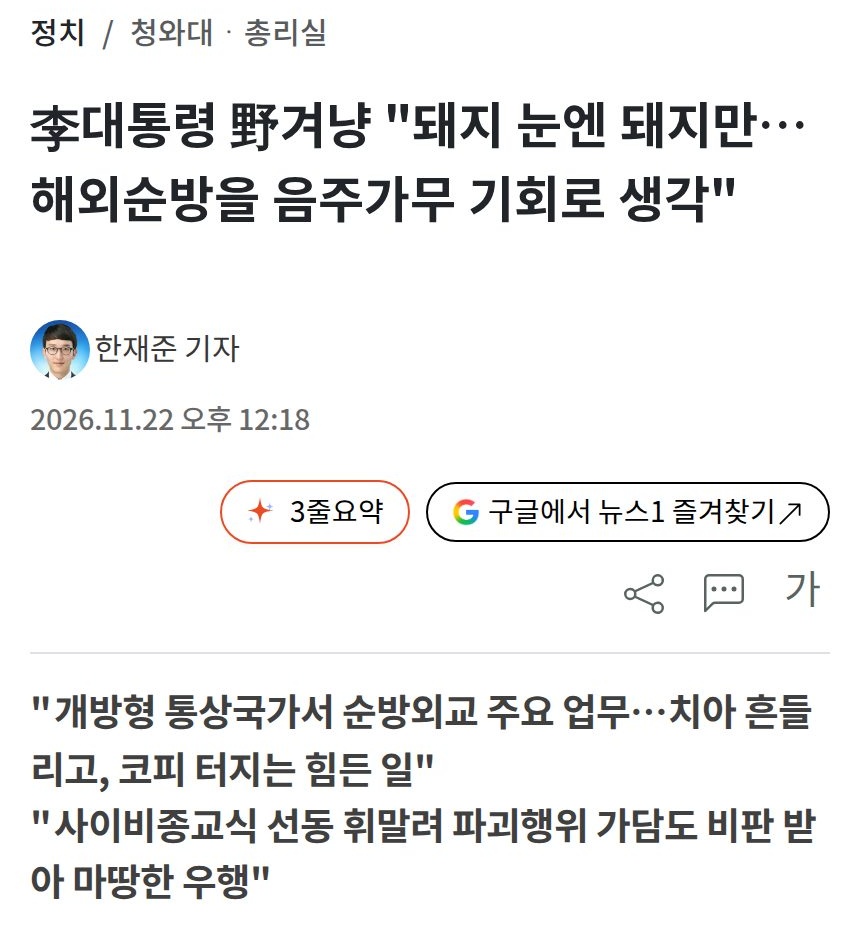 정치 / 청와대 · 총리실
李대통령 野겨냥 "돼지 눈엔 돼지만…
해외순방을 음주가무 기회로 생각"
한재준 기자
2026.11.22 오후 12:18
3줄요약
구글에서 뉴스1 즐겨찾기
가
"개방형 통상국가서 순방외교 주요 업무…치아 흔들
리고, 코피 터지는 힘든 일"
"사이비종교식 선동 휘말려 파괴행위 가담도 비판 받
아 마땅한 우행"